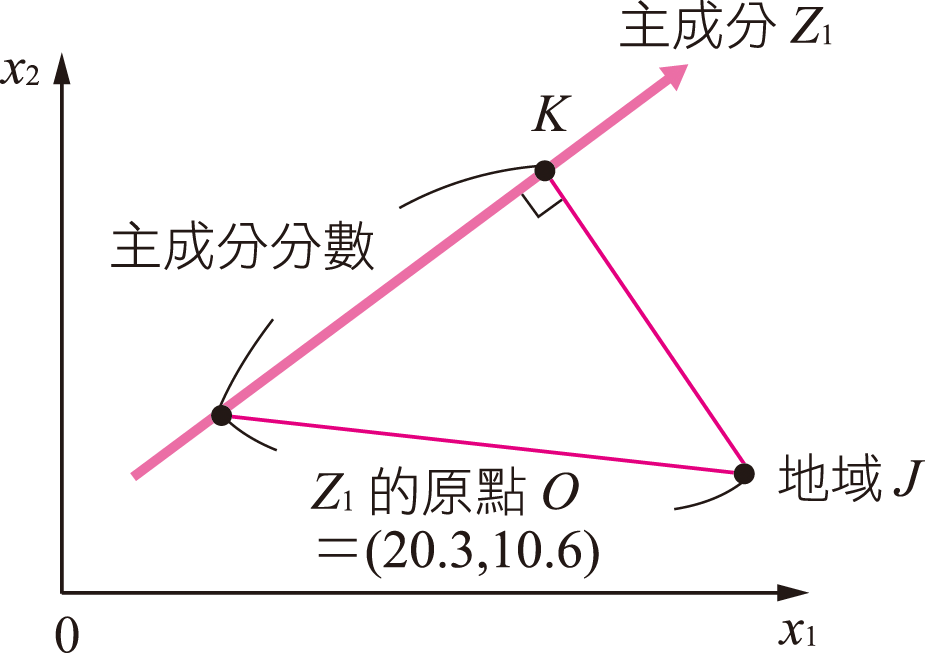 主成分 Z1
x2
K
主成分分數
Z1 的原點 O
＝(20.3,10.6)
地域 J
0
x1